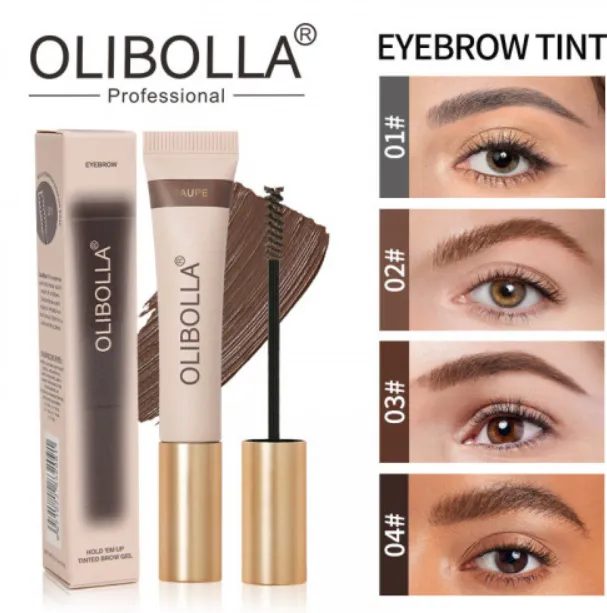 OLIBOLLA®
Professional
EYEBROW TINT
EYEBROW
OLIBOLLA®
HOLD 'EM UP
TINTED BROW GEL
AUPE
OLIBOLLA®
01#
02#
03#
04#